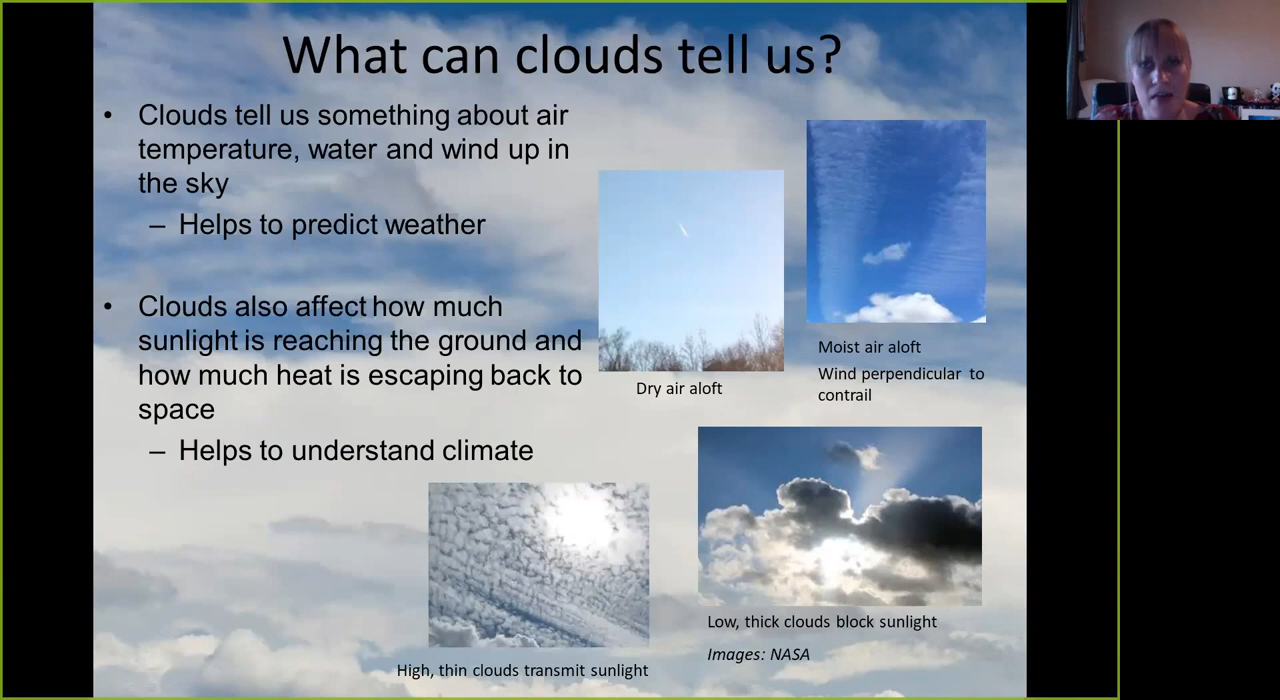 What can clouds tell us?
• Clouds tell us something about air
temperature, water and wind up in
the sky
– Helps to predict weather
• Clouds also affect how much
sunlight is reaching the ground and
how much heat is escaping back to
space
– Helps to understand climate
Dry air aloft
Moist air aloft
Wind perpendicular to
contrail
High, thin clouds transmit sunlight
Low, thick clouds block sunlight
Images: NASA